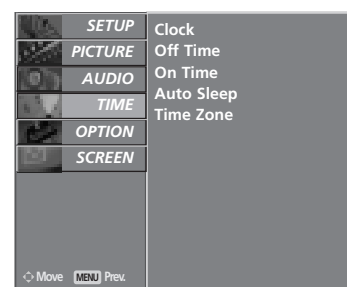 SETUP
PICTURE
AUDIO
TIME
OPTION
SCREEN
Clock
Off Time
On Time
Auto Sleep
Time Zone
Move MENU Prev.